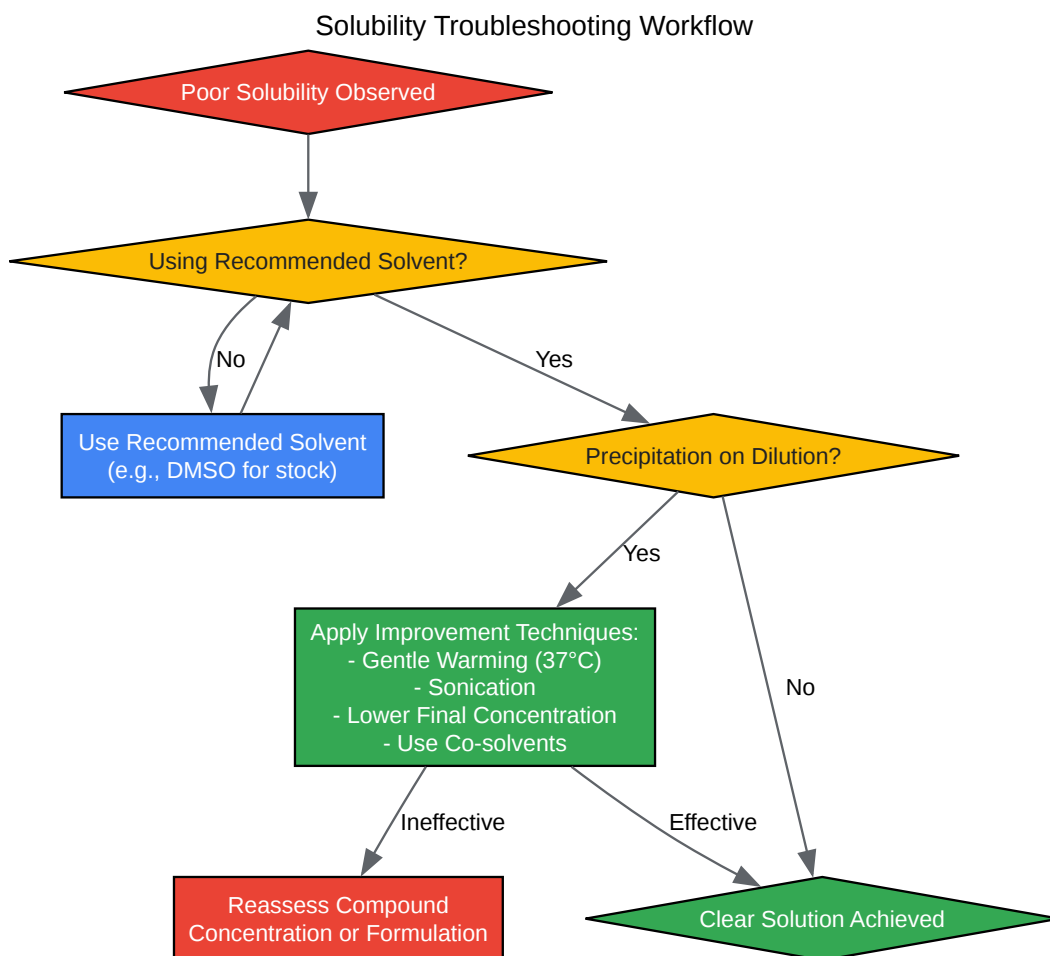 Solubility Troubleshooting Workflow
Poor Solubility Observed
Using Recommended Solvent?
No
Yes
Use Recommended Solvent
(e.g., DMSO for stock)
Precipitation on Dilution?
Yes
Apply Improvement Techniques:
- Gentle Warming (37°C)
- Sonication
- Lower Final Concentration
- Use Co-solvents
No
Ineffective
Effective
Reassess Compound
Concentration or Formulation
Clear Solution Achieved